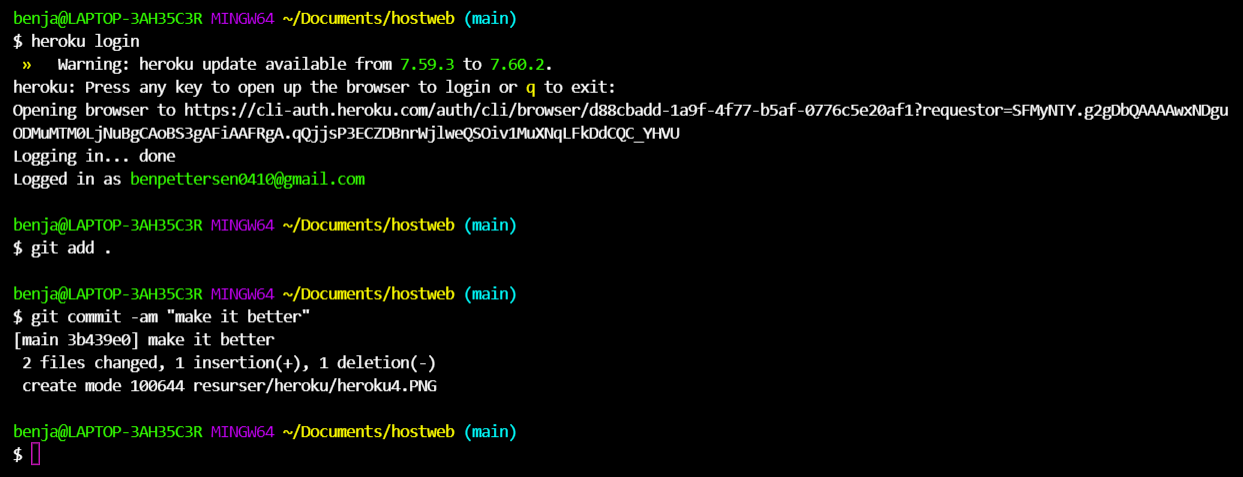 benja@LAPTOP-3AH35C3R MINGW64 ~/Documents/hostweb (main)
$ heroku login
 »   Warning: heroku update available from 7.59.3 to 7.60.2.
heroku: Press any key to open up the browser to login or q to exit:
Opening browser to https://cli-auth.heroku.com/auth/cli/browser/d88cbadd-1a9f-4f77-b5af-0776c5e20af1?requestor=SFMyNTY.g2gDbQAAAAwxNDgu
ODMuMTM0LjNuBgCAoBS3gAFiAAFRgA.qQjjsP3ECZDBnrWjlweQSOiv1MuXNqLFkDdCQC_YHVU
Logging in... done
Logged in as benpettersen0410@gmail.com
benja@LAPTOP-3AH35C3R MINGW64 ~/Documents/hostweb (main)
$ git add .
benja@LAPTOP-3AH35C3R MINGW64 ~/Documents/hostweb (main)
$ git commit -am "make it better"
[main 3b439e0] make it better
 2 files changed, 1 insertion(+), 1 deletion(-)
 create mode 100644 resurser/heroku/heroku4.PNG
benja@LAPTOP-3AH35C3R MINGW64 ~/Documents/hostweb (main)
$